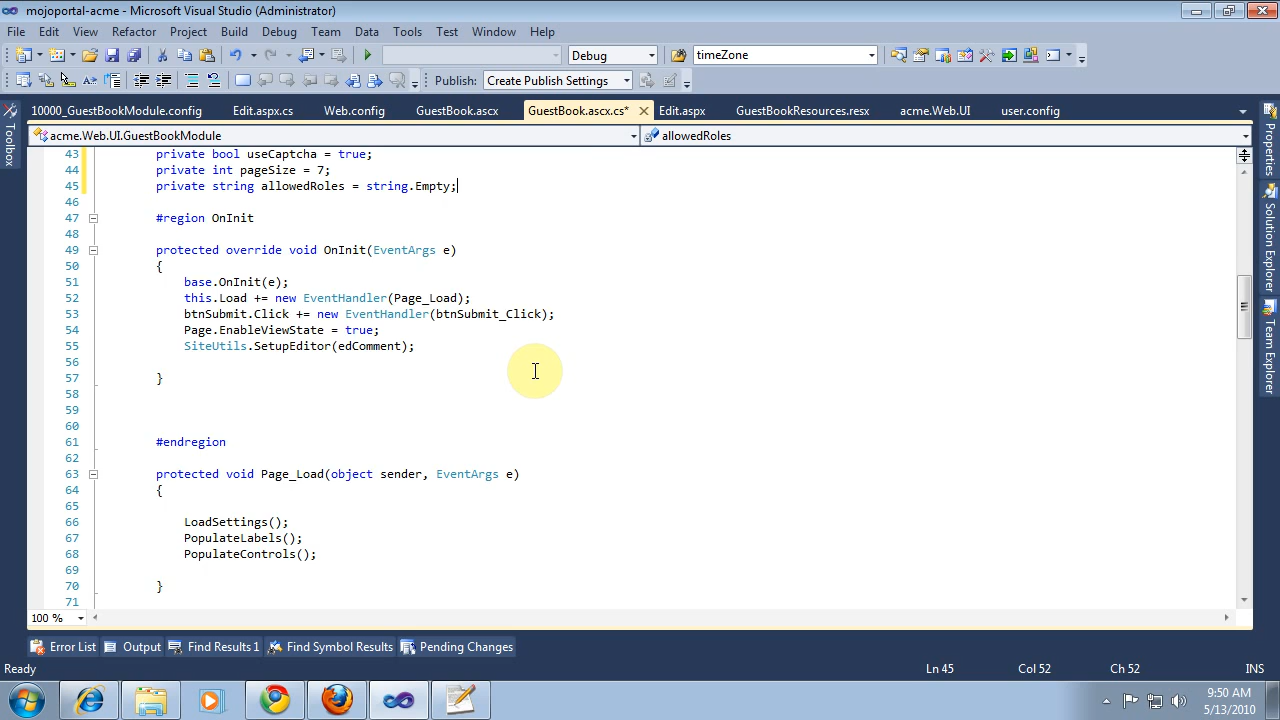 mojoportal-acme - Microsoft Visual Studio (Administrator)
File Edit View Refactor Project Build Debug Team Data Tools Test Window Help
Debug timeZone
Publish: Create Publish Settings
10000_GuestBookModule.config Edit.aspx.cs Web.config GuestBook.ascx GuestBook.ascx.cs* Edit.aspx GuestBookResources.resx acme.Web.UI user.config
acme.Web.UI.GuestBookModule allowedRoles
Toolbox
Properties
Solution Explorer
Team Explorer
43 private bool useCaptcha = true;
44 private int pageSize = 7;
45 private string allowedRoles = string.Empty;
46
47 #region OnInit
48
49 protected override void OnInit(EventArgs e)
50 {
51 base.OnInit(e);
52 this.Load += new EventHandler(Page_Load);
53 btnSubmit.Click += new EventHandler(btnSubmit_Click);
54 Page.EnableViewState = true;
55 SiteUtils.SetupEditor(edComment);
56
57 }
58
59
60
61 #endregion
62
63 protected void Page_Load(object sender, EventArgs e)
64 {
65
66 LoadSettings();
67 PopulateLabels();
68 PopulateControls();
69
70 }
71
100 %
Error List Output Find Results 1 Find Symbol Results Pending Changes
Ready Ln 45 Col 52 Ch 52 INS
9:50 AM
5/13/2010